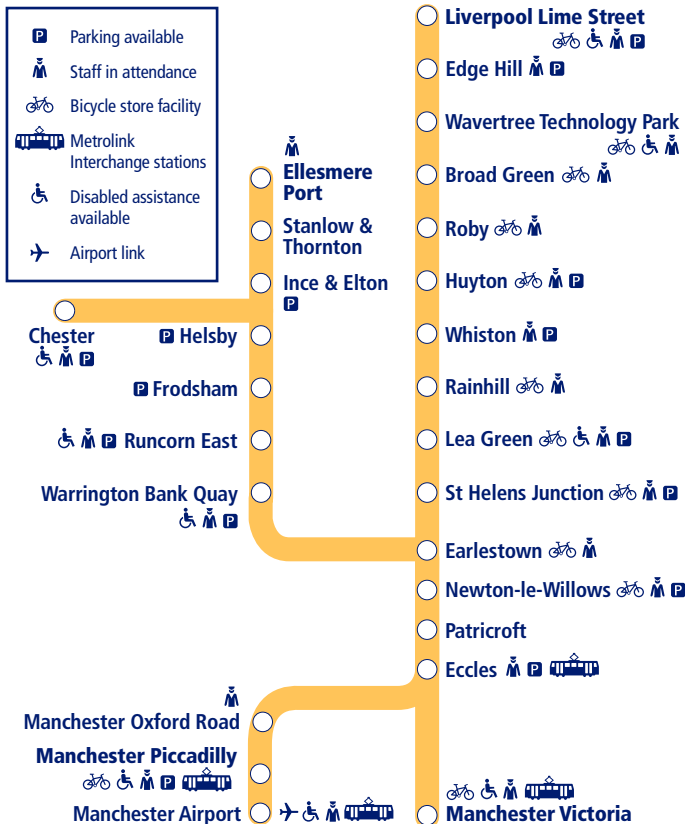 P Parking available
Staff in attendance
Bicycle store facility
Metrolink
Interchange stations
Disabled assistance
available
Airport link
Liverpool Lime Street
P
Edge Hill P
Wavertree Technology Park
Broad Green
Roby
Huyton P
Whiston P
Rainhill
Lea Green P
St Helens Junction P
Earlestown
Newton-le-Willows P
Patricroft
Eccles P
Manchester Victoria
Ellesmere
Port
Stanlow &
Thornton
Ince & Elton
P
Chester
P
P Helsby
P Frodsham
P Runcorn East
Warrington Bank Quay
P
Manchester Oxford Road
Manchester Piccadilly
P
Manchester Airport